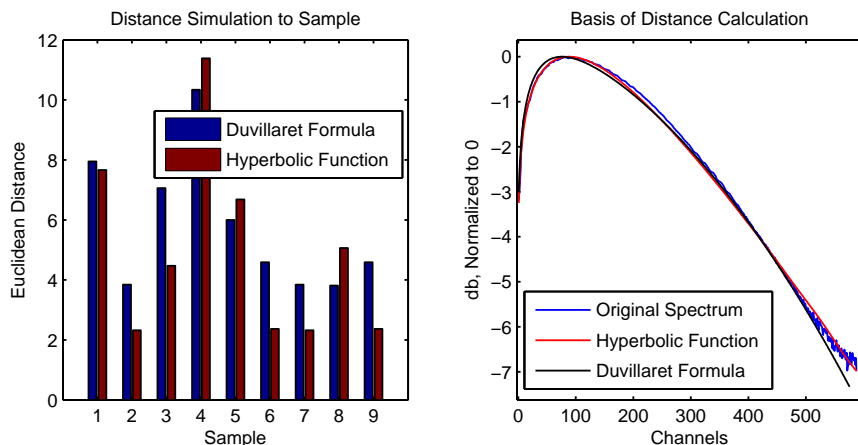 Distance Simulation to Sample
12
10
8
6
4
2
0
Euclidean Distance
Duvillaret Formula
Hyperbolic Function
1 2 3 4 5 6 7 8 9
Sample
Basis of Distance Calculation
0
−1
−2
−3
−4
−5
−6
−7
db, Normalized to 0
Original Spectrum
Hyperbolic Function
Duvillaret Formula
0 100 200 300 400 500
Channels